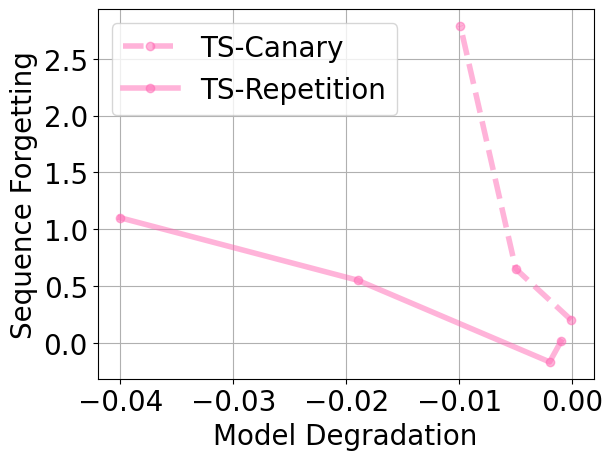 TS-Canary
TS-Repetition
Sequence Forgetting
2.5
2.0
1.5
1.0
0.5
0.0
−0.04 −0.03 −0.02 −0.01 0.00
Model Degradation